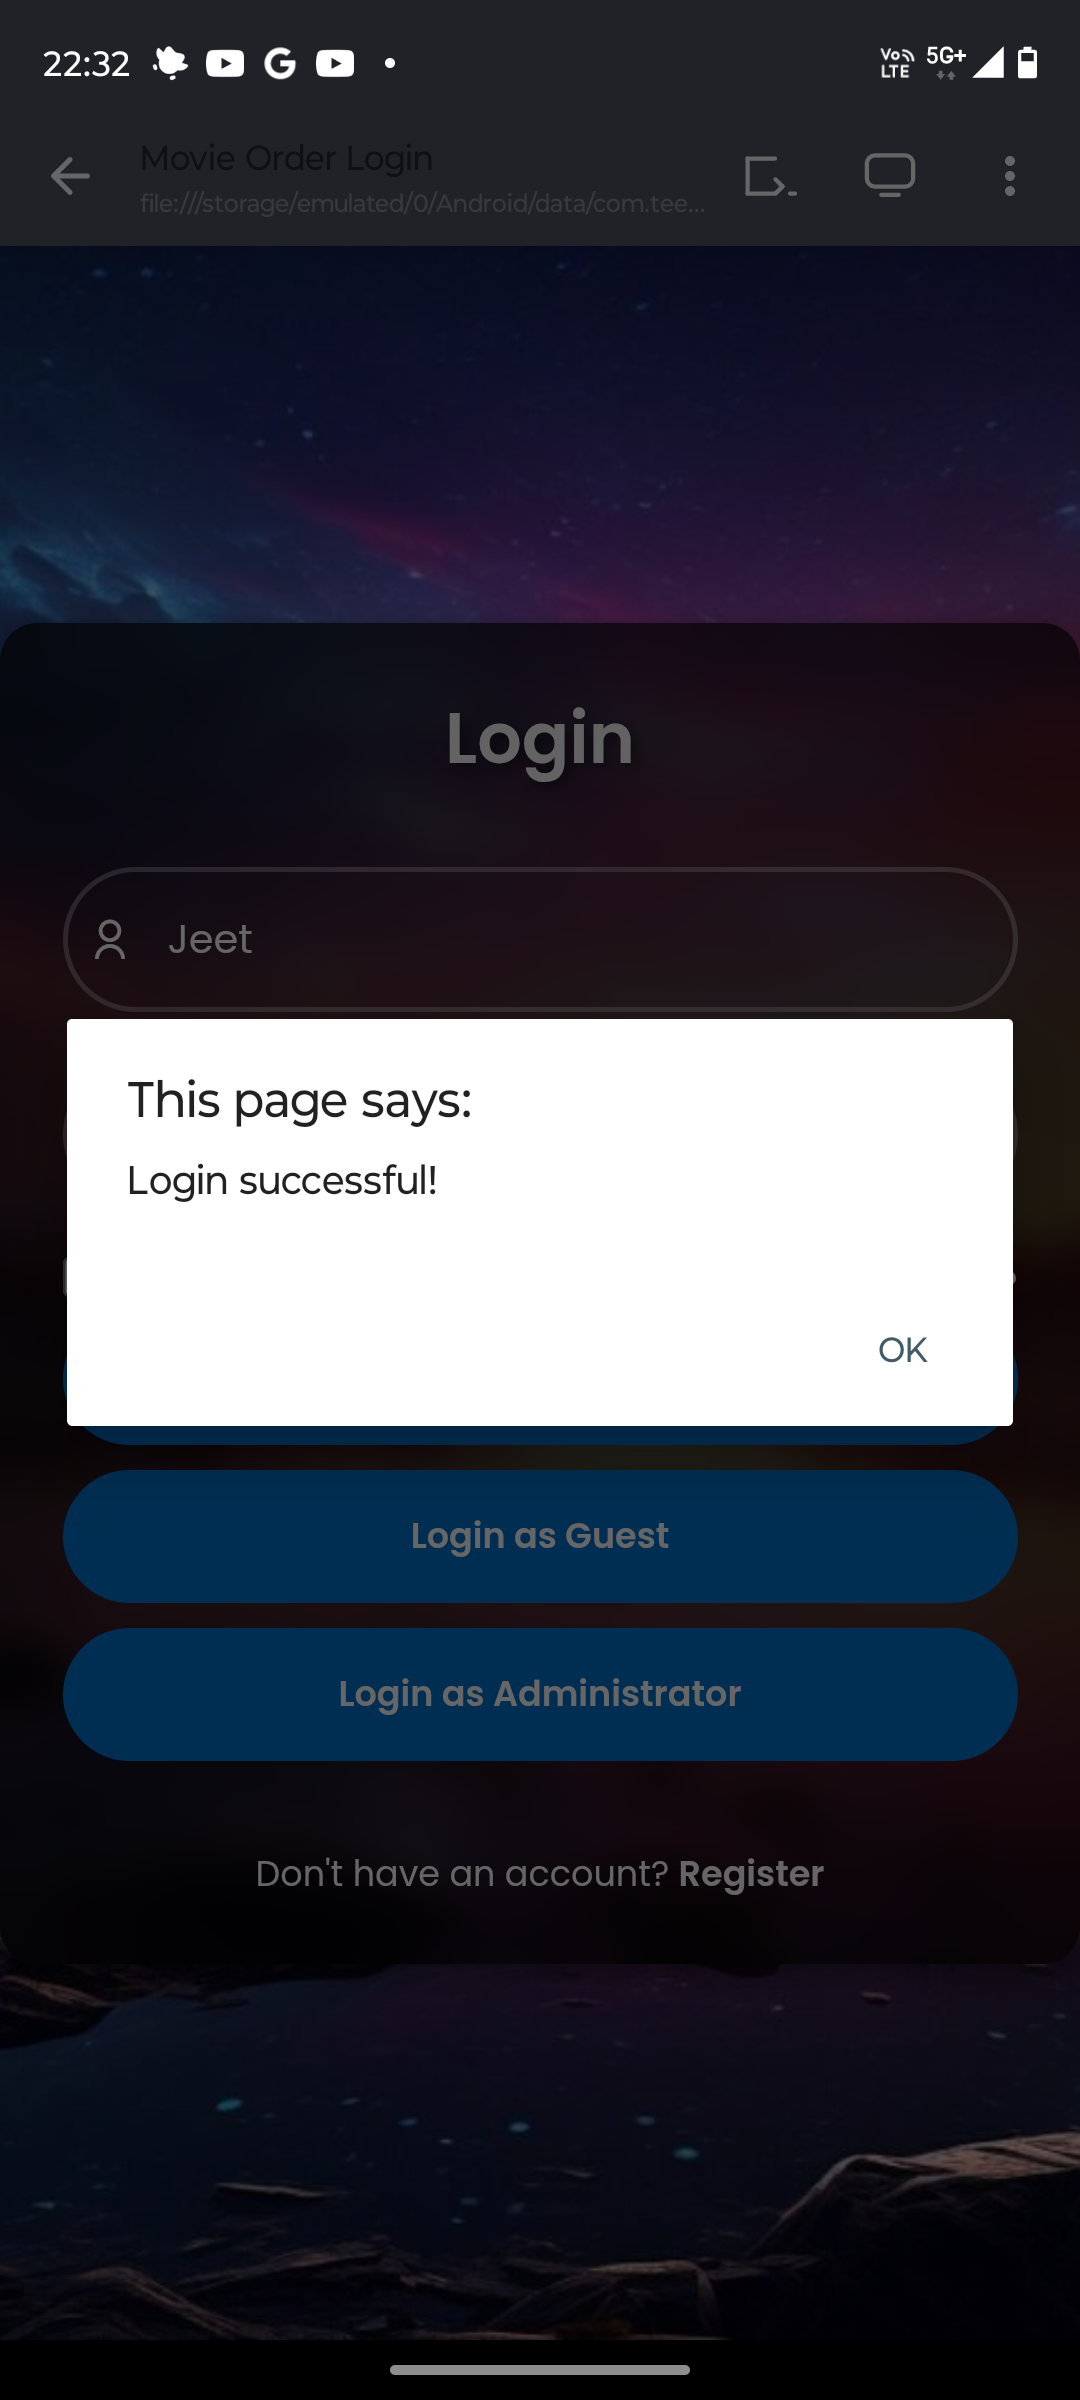 22:32
Vo LTE 5G+
Movie Order Login
file:///storage/emulated/0/Android/data/com.tee...
Login
Jeet
This page says:
Login successful!
OK
Login as Guest
Login as Administrator
Don't have an account? Register